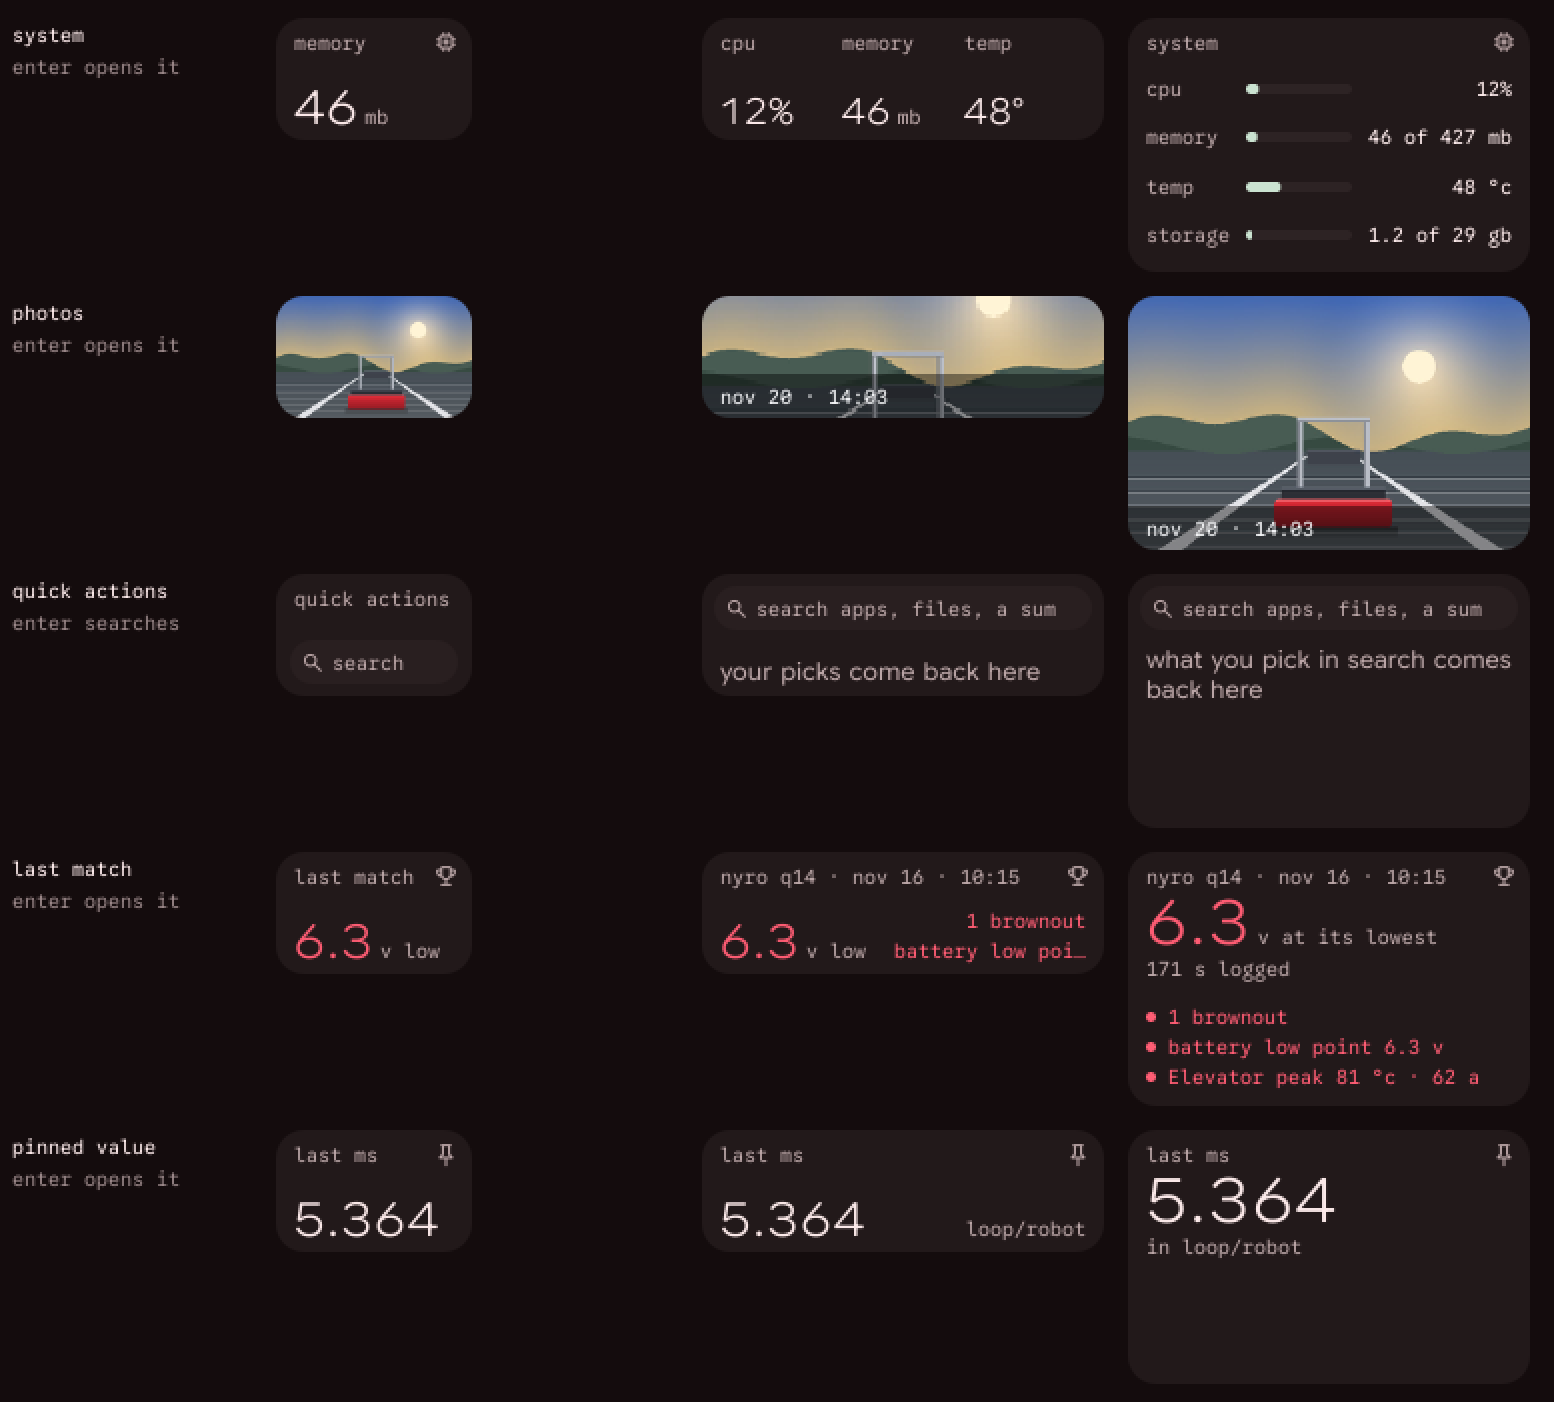 system
enter opens it
memory
46 mb
cpu memory temp
12% 46 mb 48°
system
cpu 12%
memory 46 of 427 mb
temp 48 °c
storage 1.2 of 29 gb
photos
enter opens it
nov 20 · 14:03
nov 20 · 14:03
quick actions
enter searches
quick actions
search
search apps, files, a sum
your picks come back here
search apps, files, a sum
what you pick in search comes
back here
last match
enter opens it
last match
6.3 v low
nyro q14 · nov 16 · 10:15
1 brownout
6.3 v low battery low poi…
nyro q14 · nov 16 · 10:15
6.3 v at its lowest
171 s logged
1 brownout
battery low point 6.3 v
Elevator peak 81 °c · 62 a
pinned value
enter opens it
last ms
5.364
last ms
5.364 loop/robot
last ms
5.364
in loop/robot